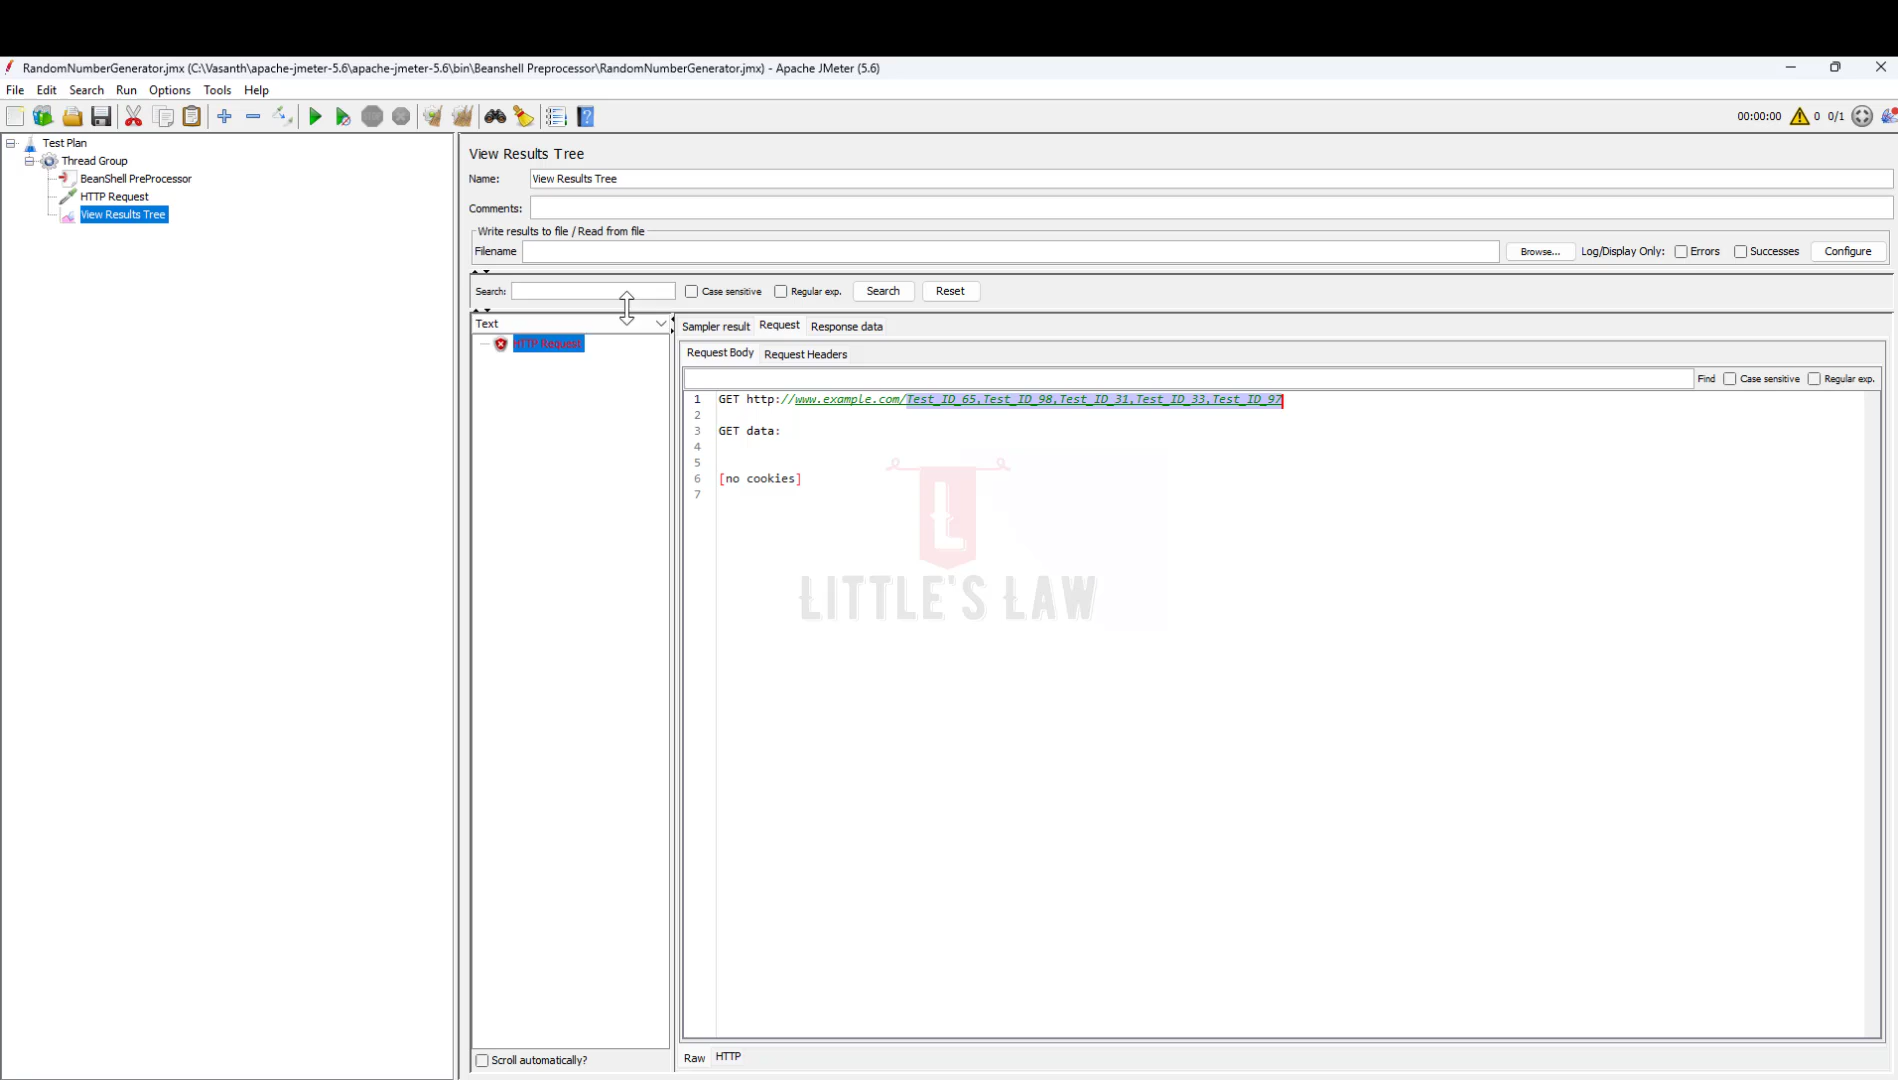 RandomNumberGenerator.jmx (C:\Vasanth\apache-jmeter-5.6\apache-jmeter-5.6\bin\Beanshell Preprocessor\RandomNumberGenerator.jmx) - Apache JMeter (5.6)
File Edit Search Run Options Tools Help
00:00:00 0 0/1
Test Plan
Thread Group
BeanShell PreProcessor
HTTP Request
View Results Tree
View Results Tree
Name: View Results Tree
Comments:
Write results to file / Read from file
Filename Browse... Log/Display Only: Errors Successes Configure
Search: Case sensitive Regular exp. Search Reset
Text
HTTP Request
Scroll automatically?
Sampler result Request Response data
Request Body Request Headers
Find Case sensitive Regular exp.
1 GET http://www.example.com/Test_ID_65,Test_ID_98,Test_ID_31,Test_ID_33,Test_ID_97
2
3 GET data:
4
5
6 [no cookies]
7
L
LITTLE'S LAW
Raw HTTP